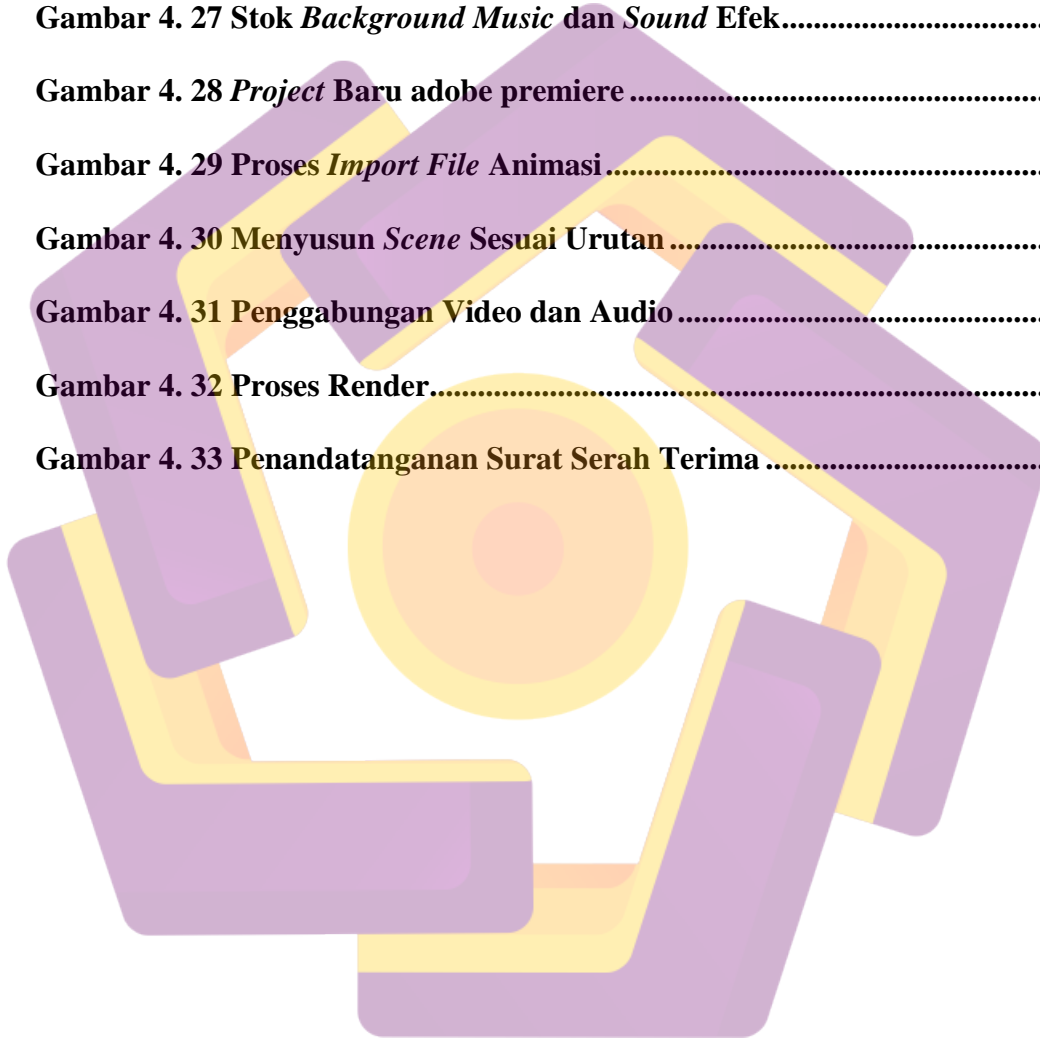 Gambar 4. 27 Stok Background Music dan Sound Efek................................
Gambar 4. 28 Project Baru adobe premiere ..................................................
Gambar 4. 29 Proses Import File Animasi.....................................................
Gambar 4. 30 Menyusun Scene Sesuai Urutan .............................................
Gambar 4. 31 Penggabungan Video dan Audio ............................................
Gambar 4. 32 Proses Render..........................................................................
Gambar 4. 33 Penandatanganan Surat Serah Terima ..................................